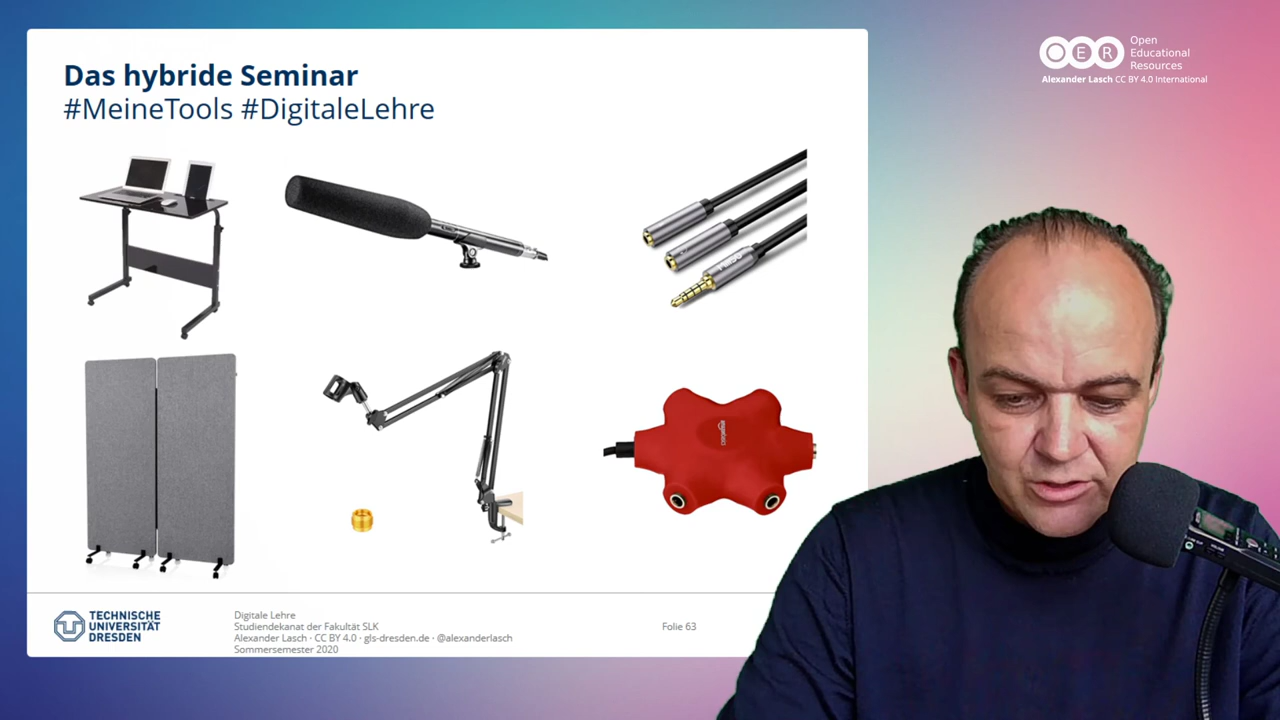 Das hybride Seminar
#MeineTools #DigitaleLehre
OER
Open
Educational
Resources
Alexander Lasch CC BY 4.0 International
TECHNISCHE
UNIVERSITÄT
DRESDEN
Digitale Lehre
Studiendekanat der Fakultät SLK
Alexander Lasch · CC BY 4.0 · gls-dresden.de · @alexanderlasch
Sommersemester 2020
Folie 63